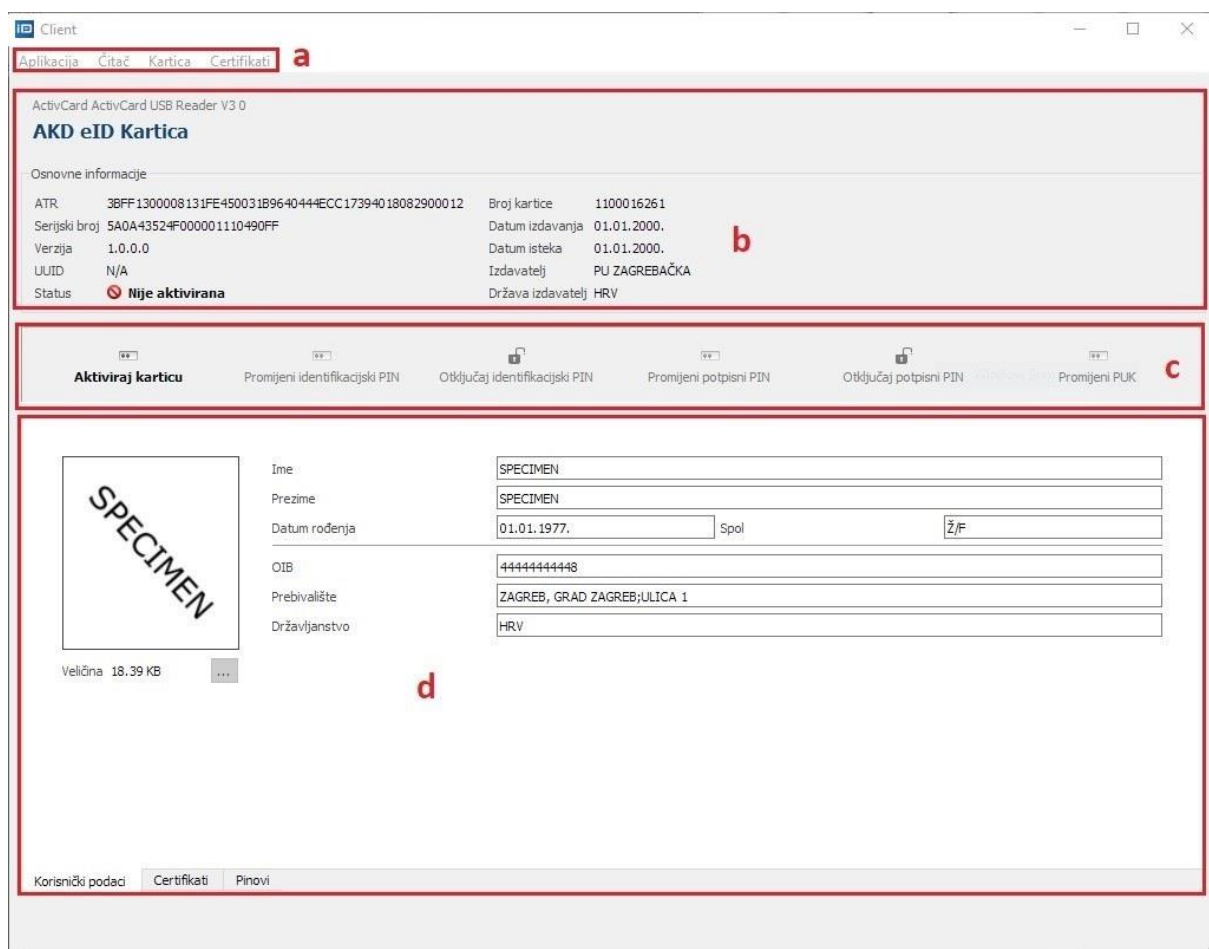 iD Client
Aplikacija Čitač Kartica Certifikati a
ActivCard ActivCard USB Reader V3 0
AKD eID Kartica
Osnovne informacije
ATR 3BFF1300008131FE450031B9640444ECC17394018082900012 Broj kartice 1100016261
Serijski broj 5A0A43524F000001110490FF Datum izdavanja 01.01.2000.
Verzija 1.0.0.0 Datum isteka 01.01.2000. b
UUID N/A Izdavatelj PU ZAGREBAČKA
Status Nije aktivirana Država izdavatelj HRV
Aktiviraj karticu Promijeni identifikacijski PIN Otključaj identifikacijski PIN Promijeni potpisni PIN Otključaj potpisni PIN Promijeni PUK c
SPECIMEN
Ime SPECIMEN
Prezime SPECIMEN
Datum rođenja 01.01.1977. Spol Ž/F
OIB 44444444448
Prebivalište ZAGREB, GRAD ZAGREB;ULICA 1
Državljanstvo HRV
Veličina 18.39 KB ...
d
Korisnički podaci Certifikati Pinovi